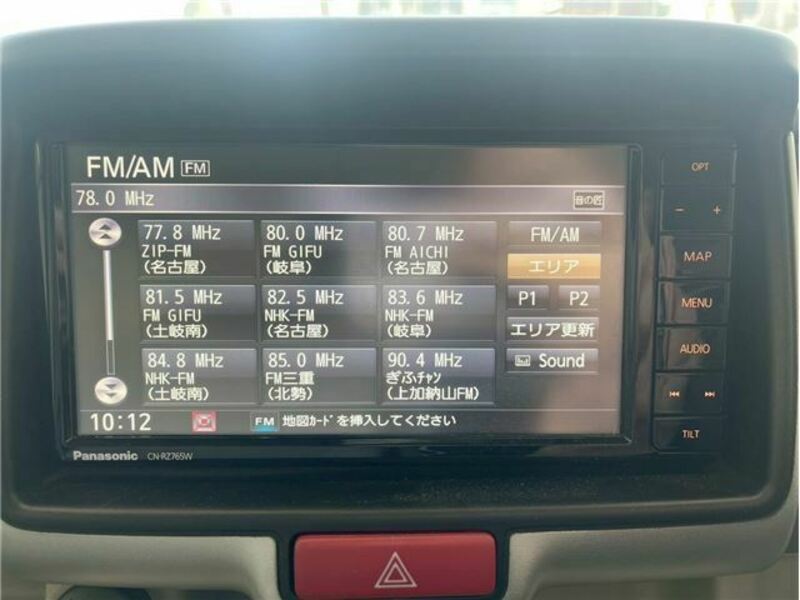 FM/AM FM
78.0 MHz 音の匠
77.8 MHz
ZIP-FM
(名古屋)
80.0 MHz
FM GIFU
(岐阜)
80.7 MHz
FM AICHI
(名古屋)
81.5 MHz
FM GIFU
(土岐南)
82.5 MHz
NHK-FM
(名古屋)
83.6 MHz
NHK-FM
(岐阜)
84.8 MHz
NHK-FM
(土岐南)
85.0 MHz
FM三重
(北勢)
90.4 MHz
ぎふチャン
(上加納山FM)
FM/AM
エリア
P1 P2
エリア更新
Sound
10:12 FM 地図カードを挿入してください
Panasonic CN-RZ765W
OPT
− +
MAP
MENU
AUDIO
TILT